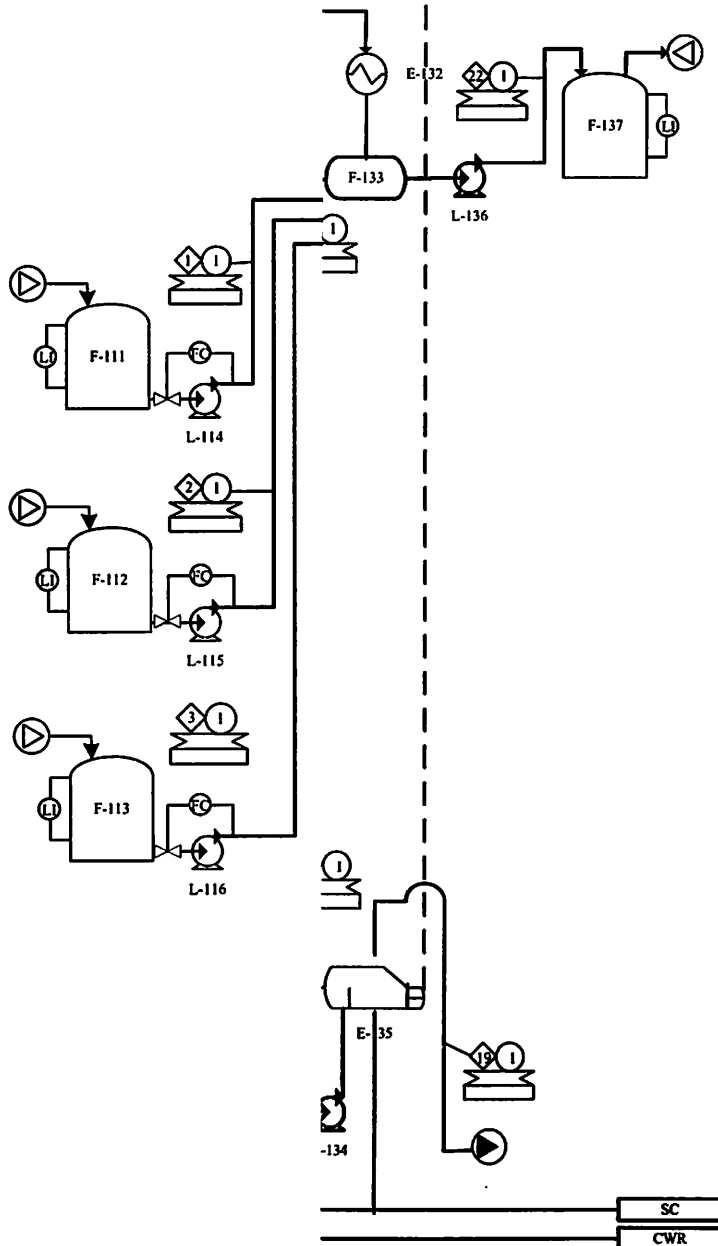 E-132
22 1
F-137
LI
F-133
L-136
1
1 1
F-111
LI
FC
L-114
2 1
F-112
LI
FC
L-115
3 1
F-113
LI
FC
L-116
1
E-135
19 1
-134
SC
CWR